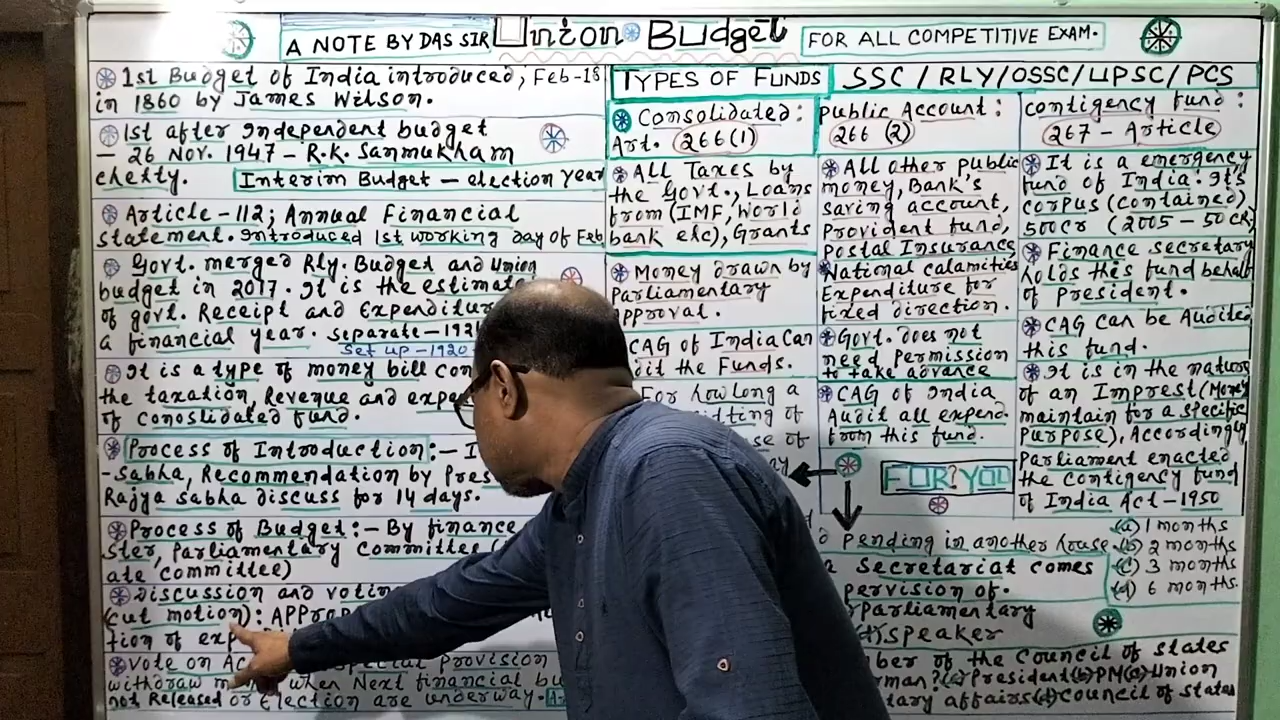 A NOTE BY DAS SIR Union Budget FOR ALL COMPETITIVE EXAM.
1st Budget of India introduced, Feb-18
in 1860 by James Wilson.
1st after Independent budget
- 26 Nov. 1947 - R.K. Sanmukham
chetty. Interim Budget - election year
Article-112; Annual Financial
statement. Introduced 1st working day of Feb
Govt. merged Rly. Budget and Union
budget in 2017. It is the estimate
of govt. Receipt and Expenditur
a financial year. separate-1921
Set up - 1920
It is a type of money bill con
the taxation, Revenue and expe
of Conoslidated fund.
Process of Introduction:- I
-sabha, Recommendation by Pres
Rajya sabha discuss for 14 days.
Process of Budget:- By finance
ster, Parliamentary Committee (
ate committee)
Discussion and votin
(cut motion): APProp
tion of exp
Vote on Ac Special Provision
withdraw m when Next financial bu
not Released or Election are underway.
TYPES OF FUNDS SSC/RLY/OSSC/UPSC/PCS
Consolidated:
Art. 266(1)
All Taxes by
the Govt., Loans
from (IMF, World
bank etc), Grants
Money drawn by
Parliamentary
Approval.
CAG of India Can
dit the Funds.
For how long a
tting of
se of
ay
Public Account:
266 (2)
All other public
money, Bank's
saving account,
Provident fund,
Postal Insurance
National calamities
Expenditure for
fixed direction.
Govt. does not
need permission
to take advance
CAG of India
Audit all expend.
from this fund.
FOR?YOU
contigency fund:
267 - Article
It is a emergency
fund of India. It's
corpus (contained)
500cr (2005 - 50 CR)
Finance secretary
holds this fund behalf
of president.
CAG can be Audited
this fund.
It is in the nature
of an Imprest (Money
maintain for a specific
purpose), Accordingly
Parliament enacted
the contigency fund
of India Act - 1950
Pending in another house
(a) 1 months
(b) 2 months
(c) 3 months
(d) 6 months.
Secretariat comes
pervision of.
Parliamentary
(d) speaker
ber of the Council of states
man? (c) President (b) PM (a) Union
tary affairs (d) Council of states